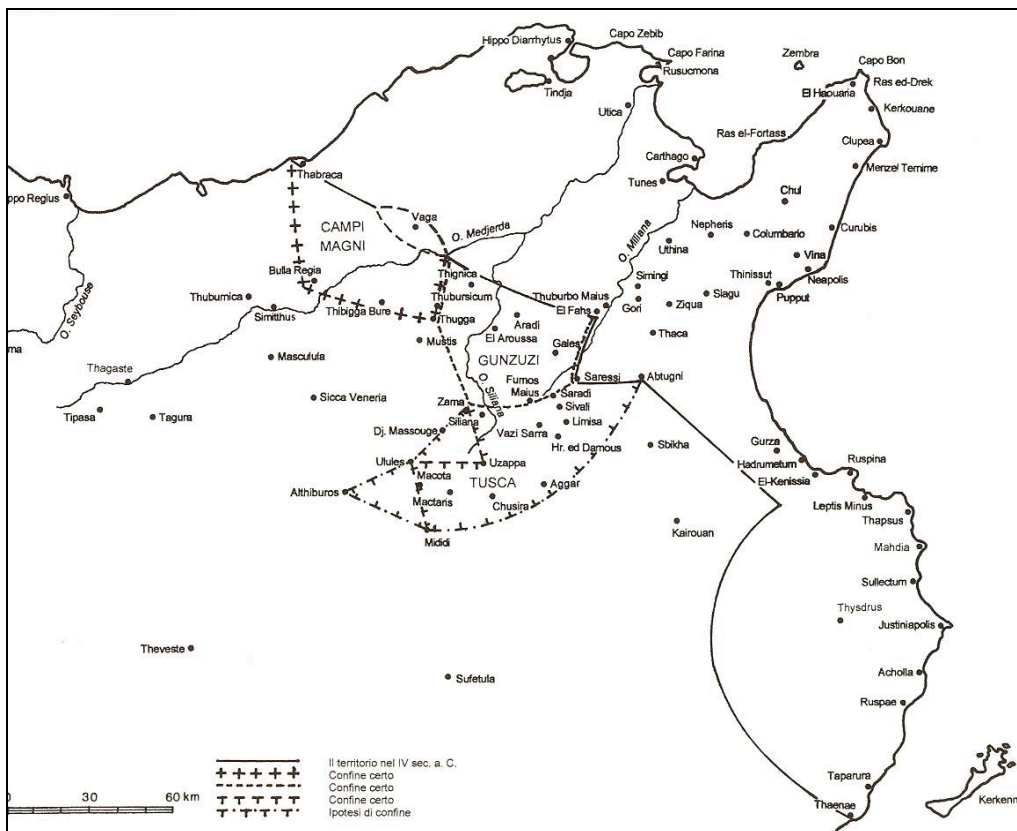 Hippo Diarrhytus
Capo Zebib
Capo Farina
Rusucmona
Zembra
Capo Bon
Ras ed-Drek
El Haouaria
Kerkouane
Tindja
Utica
Ras el-Fortass
Clupea
Carthago
Menzel Temime
Thabraca
Tunes
ppo Regius
Chul
CAMPI
MAGNI
Vaga
O. Medjerda
O. Miliana
Nepheris
Columbario
Curubis
Uthina
Vina
Neapolis
Bulla Regia
Thignica
Simingi
Thinissut
Pupput
Thuburnica
Thubursicum
Thuburbo Maius
El Fahs
Gori
Ziqua
Siagu
Simitthus
Thibigga Bure
Thugga
Aradi
El Aroussa
Thaca
O. Seybouse
ma
Mustis
Masculula
Gales
GUNZUZI
Thagaste
Furnos
Maius
Saressi
Abtugni
Saradi
O. Siliana
Sicca Veneria
Zama
Siliana
Sivali
Tipasa
Tagura
Dj. Massouge
Vazi Sarra
Limisa
Hr. ed Damous
Sbikha
Gurza
Hadrumetum
Ruspina
Ulules
Uzappa
El-Kenissia
Macota
TUSCA
Aggar
Althiburos
Mactaris
Chusira
Leptis Minus
Thapsus
Kairouan
Mididi
Mahdia
Sullectum
Thysdrus
Justiniapolis
Theveste
Sufetula
Acholla
Ruspae
Taparura
Thaenae
Kerkenn
Il territorio nel IV sec. a. C.
Confine certo
Confine certo
Confine certo
Ipotesi di confine
0 30 60 km